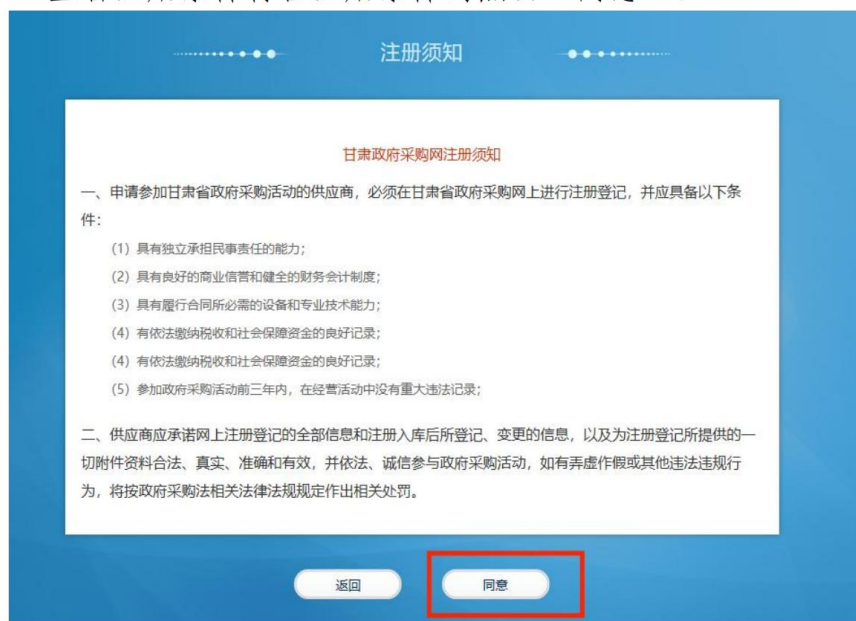 注册须知
甘肃政府采购网注册须知
一、申请参加甘肃省政府采购活动的供应商，必须在甘肃省政府采购网上进行注册登记，并应具备以下条
件：
(1) 具有独立承担民事责任的能力；
(2) 具有良好的商业信誉和健全的财务会计制度；
(3) 具有履行合同所必需的设备和专业技术能力；
(4) 有依法缴纳税收和社会保障资金的良好记录；
(4) 有依法缴纳税收和社会保障资金的良好记录；
(5) 参加政府采购活动前三年内，在经营活动中没有重大违法记录；
二、供应商应承诺网上注册登记的全部信息和注册入库后所登记、变更的信息，以及为注册登记所提供的一
切附件资料合法、真实、准确和有效，并依法、诚信参与政府采购活动，如有弄虚作假或其他违法违规行
为，将按政府采购法相关法律法规规定作出相关处罚。
返回
同意